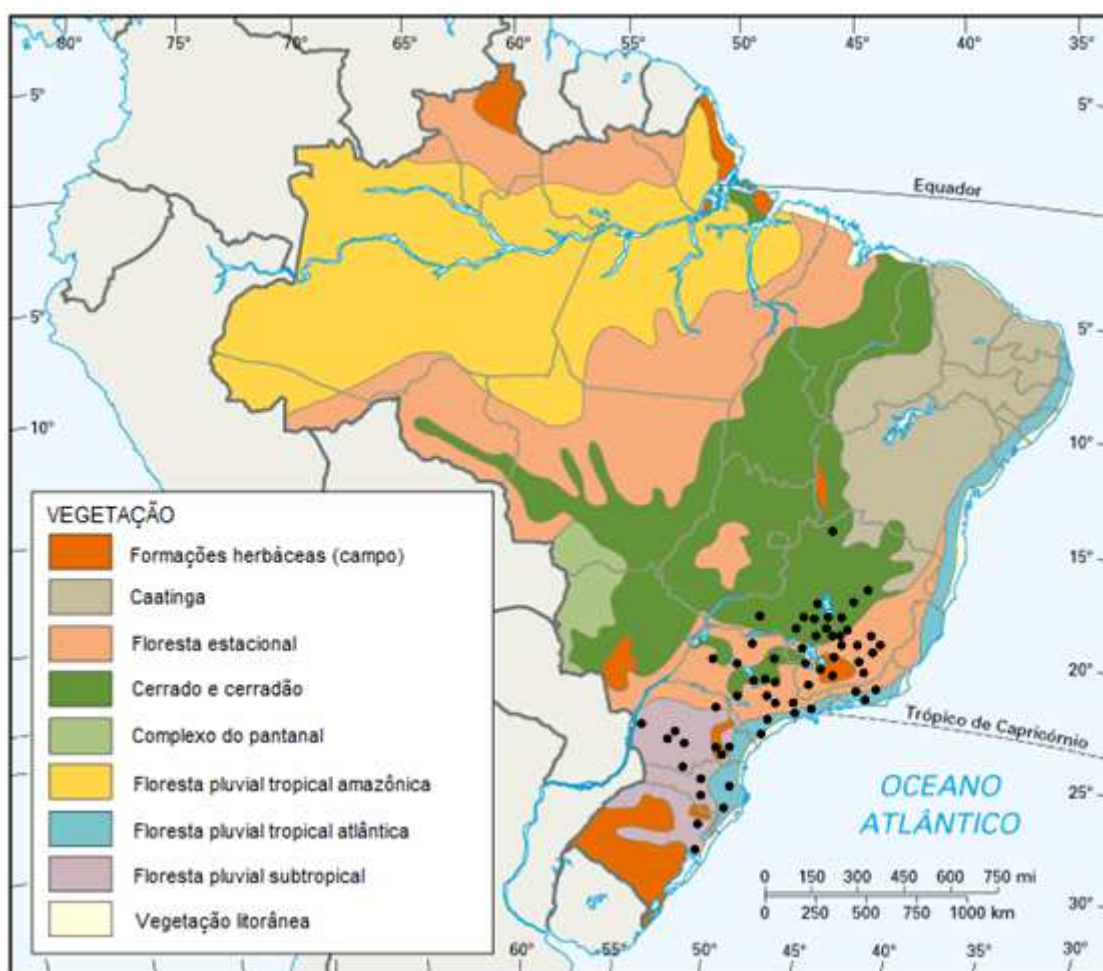 80° 75° 70° 65° 60° 55° 50° 45° 40° 35°
5° 5°
Equador
5° 5°
10° 10°
VEGETAÇÃO
Formações herbáceas (campo)
Caatinga
Floresta estacional
Cerrado e cerradão
Complexo do pantanal
Floresta pluvial tropical amazônica
Floresta pluvial tropical atlântica
Floresta pluvial subtropical
Vegetação litorânea
15°
20°
Trópico de Capricórnio
OCEANO
ATLÂNTICO
25°
0 150 300 450 600 750 mi
0 250 500 750 1000 km
30°
60° 55° 50° 45° 40° 35° 30°